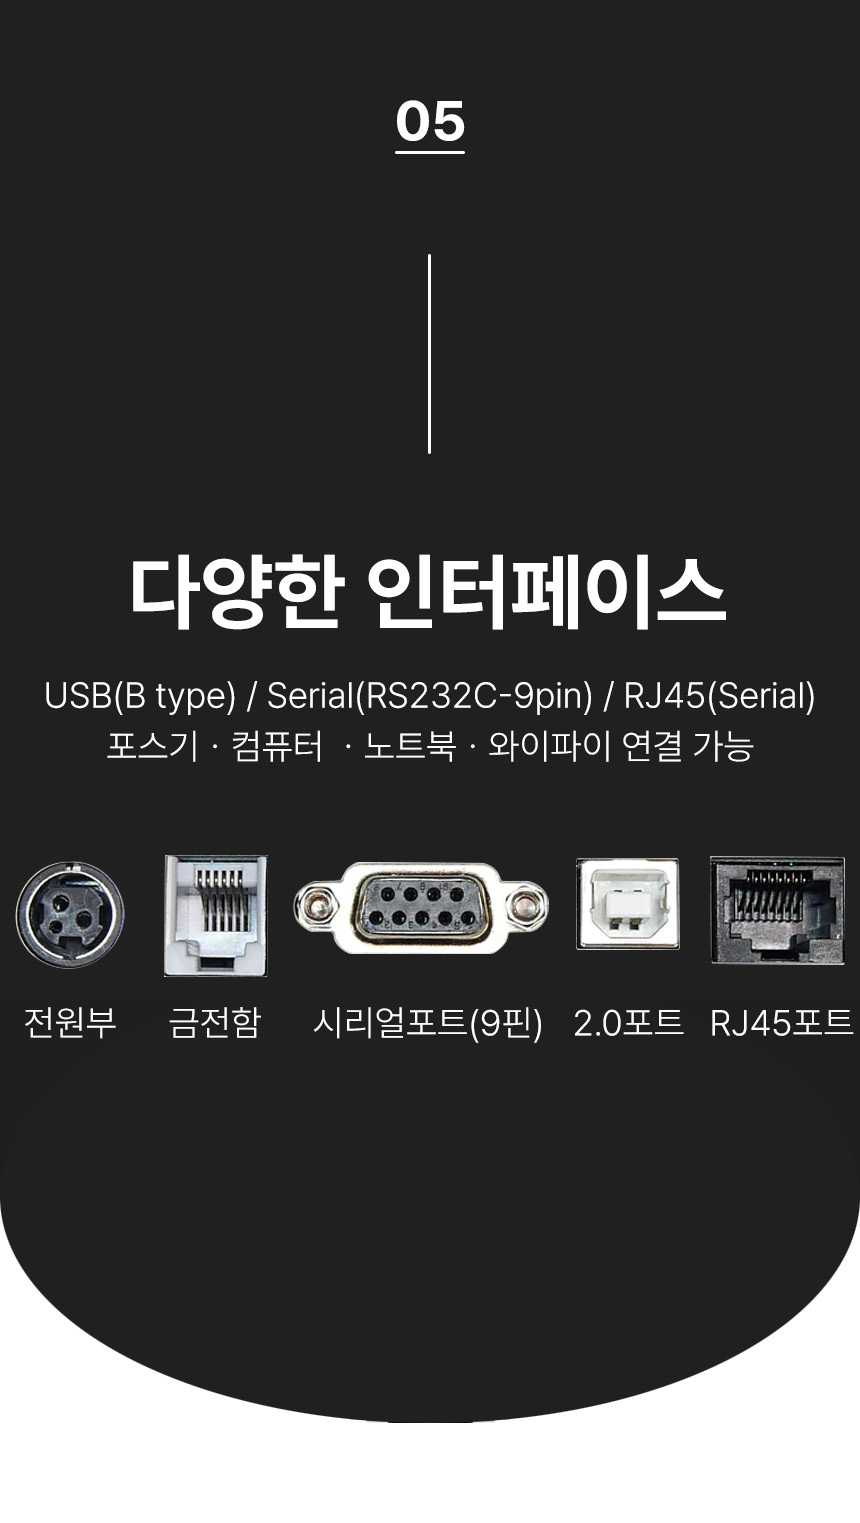 05
다양한 인터페이스
USB(B type) / Serial(RS232C-9pin) / RJ45(Serial)
포스기 · 컴퓨터 · 노트북 · 와이파이 연결 가능
전원부 금전함 시리얼포트(9핀) 2.0포트 RJ45포트